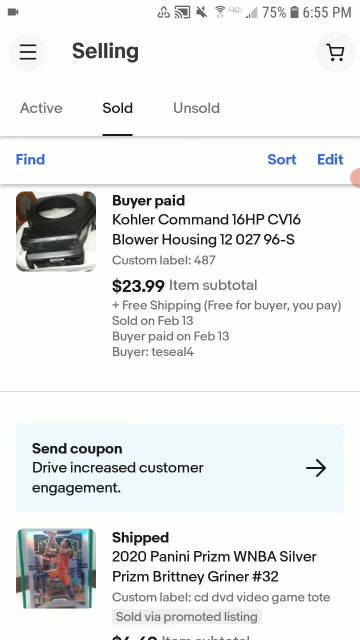 75% 6:55 PM
Selling
Active Sold Unsold
Find Sort Edit
Buyer paid
Kohler Command 16HP CV16
Blower Housing 12 027 96-S
Custom label: 487
$23.99 Item subtotal
+ Free Shipping (Free for buyer, you pay)
Sold on Feb 13
Buyer paid on Feb 13
Buyer: teseal4
Send coupon
Drive increased customer
engagement.
Shipped
2020 Panini Prizm WNBA Silver
Prizm Brittney Griner #32
Custom label: cd dvd video game tote
Sold via promoted listing
Item subtotal